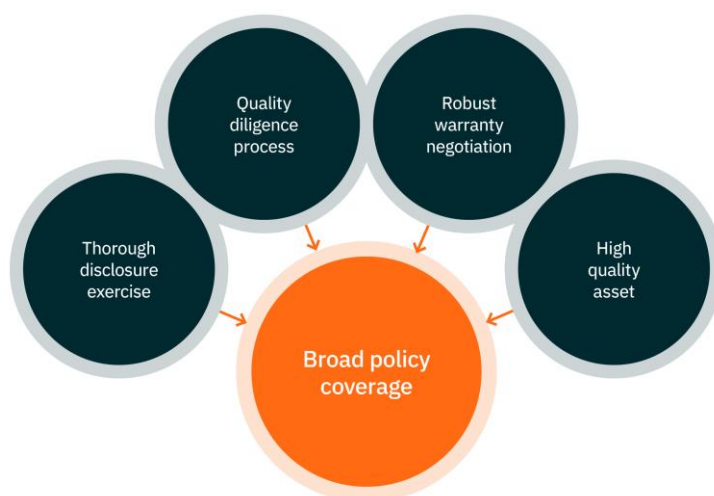 Quality
diligence
process
Robust
warranty
negotiation
Thorough
disclosure
exercise
High
quality
asset
Broad policy
coverage